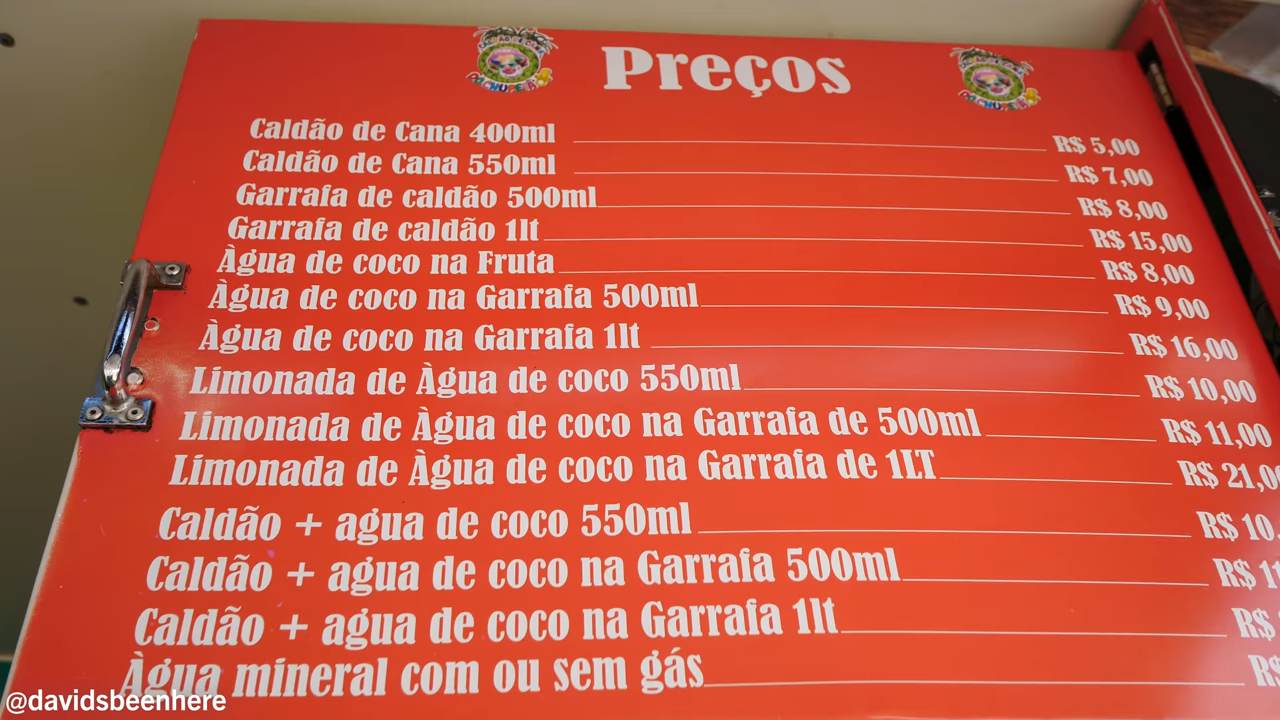 Preços
Caldão de Cana 400ml R$ 5,00
Caldão de Cana 550ml R$ 7,00
Garrafa de caldão 500ml R$ 8,00
Garrafa de caldão 1lt R$ 15,00
Àgua de coco na Fruta R$ 8,00
Àgua de coco na Garrafa 500ml R$ 9,00
Àgua de coco na Garrafa 1lt R$ 16,00
Limonada de Àgua de coco 550ml R$ 10,00
Limonada de Àgua de coco na Garrafa de 500ml R$ 11,00
Limonada de Àgua de coco na Garrafa de 1LT R$ 21,0
Caldão + agua de coco 550ml R$ 10,
Caldão + agua de coco na Garrafa 500ml R$ 11
Caldão + agua de coco na Garrafa 1lt R$
Àgua mineral com ou sem gás R$
@davidsbeenhere